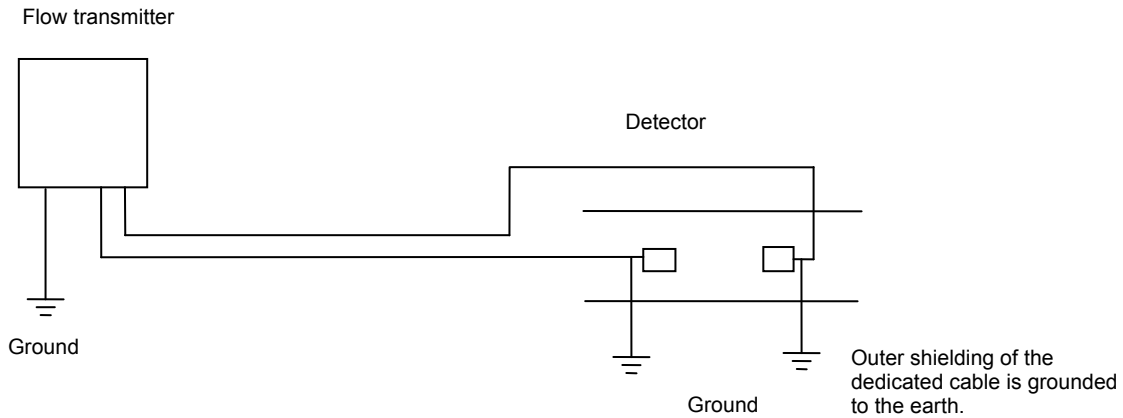 Flow transmitter
Detector
Ground
Ground
Outer shielding of the
dedicated cable is grounded
to the earth.